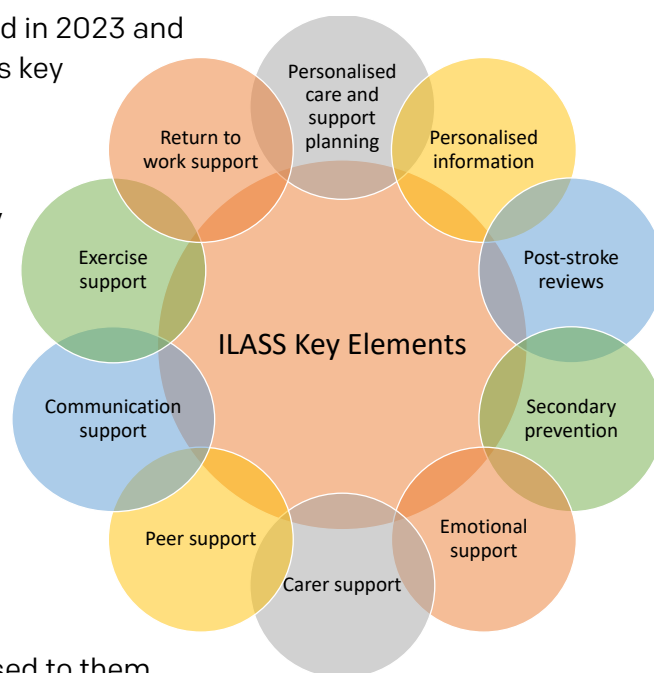 d in 2023 and
s key
y
Personalised
care and
support
planning
Personalised
information
Post-stroke
reviews
Secondary
prevention
Emotional
support
Carer support
Peer support
Communication
support
Exercise
support
Return to
work support
ILASS Key Elements
sed to them